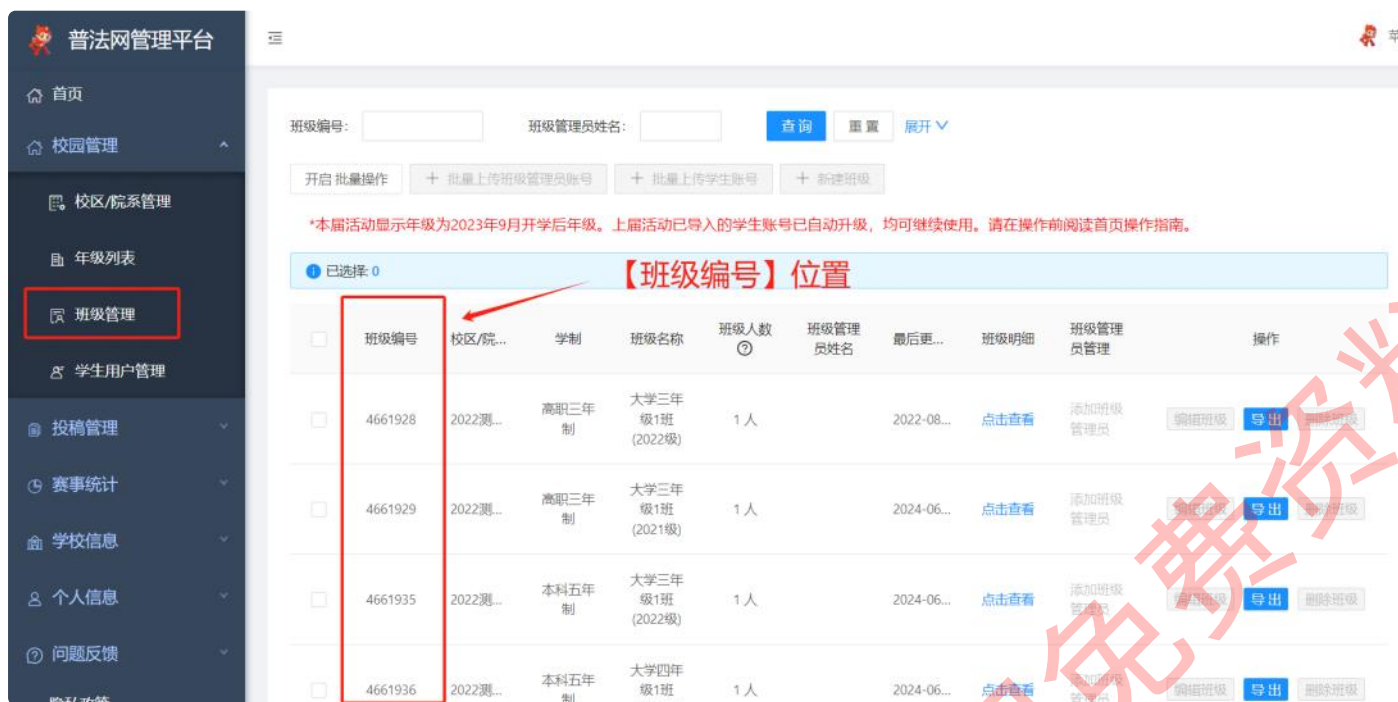 普法网管理平台
苹
首页
校园管理
校区/院系管理
年级列表
班级管理
学生用户管理
投稿管理
赛事统计
学校信息
个人信息
问题反馈
隐私政策
班级编号: 班级管理员姓名: 查询 重置 展开
开启 批量操作 + 批量上传班级管理员账号 + 批量上传学生账号 + 新建班级
*本届活动显示年级为2023年9月开学后年级。上届活动已导入的学生账号已自动升级，均可继续使用。请在操作前阅读首页操作指南。
已选择: 0
【班级编号】位置
班级编号 校区/院... 学制 班级名称 班级人数 班级管理员姓名 最后更... 班级明细 班级管理员管理 操作
4661928 2022测... 高职三年制 大学三年级1班(2022级) 1人 2022-08... 点击查看 添加班级管理员 编辑班级 导出 删除班级
4661929 2022测... 高职三年制 大学三年级1班(2021级) 1人 2024-06... 点击查看 添加班级管理员 编辑班级 导出 删除班级
4661935 2022测... 本科五年制 大学三年级1班(2022级) 1人 2024-06... 点击查看 添加班级管理员 编辑班级 导出 删除班级
4661936 2022测... 本科五年制 大学四年级1班 1人 2024-06... 点击查看 添加班级管理员 编辑班级 导出 删除班级
免费资料